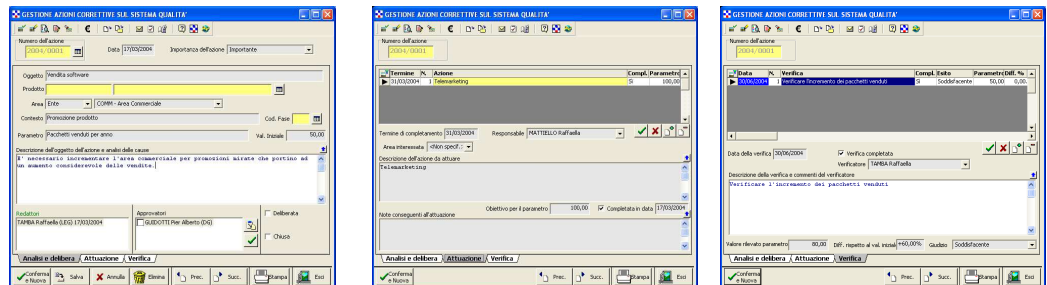 GESTIONE AZIONI CORRETTIVE SUL SISTEMA QUALITA'
Numero dell'azione
2004/0001
Data 17/03/2004 Importanza dell'azione Importante
Oggetto Vendita software
Prodotto
Area Ente COMM - Area Commerciale
Contesto Promozione prodotto Cod. Fase
Parametro Pacchetti venduti per anno Val. Iniziale 50,00
Descrizione dell'oggetto dell'azione e analisi delle cause
E' necessario incrementare l'area commerciale per promozioni mirate che portino ad
un aumento considerevole delle vendite.
Redattori Approvatori Deliberata
TAMBA Raffaella (LEG) 17/03/2004 GUIDOTTI Pier Alberto (DG)
Chiusa
Analisi e delibera Attuazione Verifica
Conferma e Nuova Salva Annulla Elimina Prec. Succ. Stampa Esci
GESTIONE AZIONI CORRETTIVE SUL SISTEMA QUALITA'
Numero dell'azione
2004/0001
Termine N. Azione Compl. Parametro
31/03/2004 1 Telemarketing Si 100,00
Termine di completamento 31/03/2004 Responsabile MATTIELLO Raffaella
Area interessata <Non specif.>
Descrizione dell'azione da attuare
Telemarketing
Obiettivo per il parametro 100,00 Completata in data 17/03/2004
Note conseguenti all'attuazione
Analisi e delibera Attuazione Verifica
Conferma e Nuova Prec. Succ. Stampa Esci
GESTIONE AZIONI CORRETTIVE SUL SISTEMA QUALITA'
Numero dell'azione
2004/0001
Data N. Verifica Compl. Esito Parametro Diff. %
30/06/2004 1 Verificare l'incremento dei pacchetti venduti Si Soddisfacente 50,00 0,00
Data della verifica 30/06/2004 Verifica completata
Verificatore TAMBA Raffaella
Descrizione della verifica e commenti del verificatore
Verificare l'incremento dei pacchetti venduti
Valore rilevato parametro 80,00 Diff. rispetto al val. iniziale +60,00% Giudizio Soddisfacente
Analisi e delibera Attuazione Verifica
Conferma e Nuova Prec. Succ. Stampa Esci